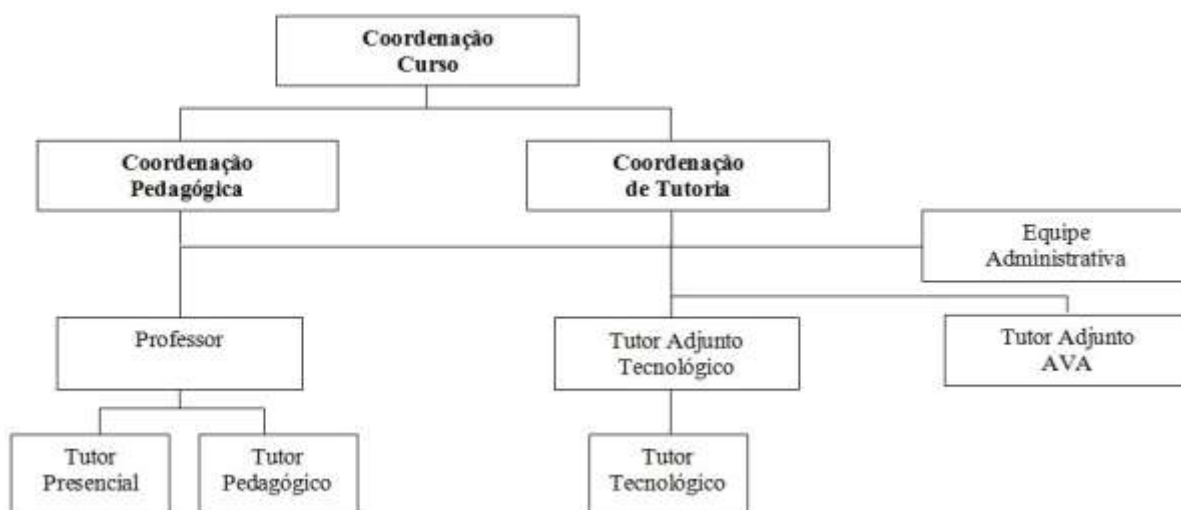 Coordenação
Curso
Coordenação
Pedagógica
Coordenação
de Tutoria
Equipe
Administrativa
Professor
Tutor Adjunto
Tecnológico
Tutor Adjunto
AVA
Tutor
Presencial
Tutor
Pedagógico
Tutor
Tecnológico